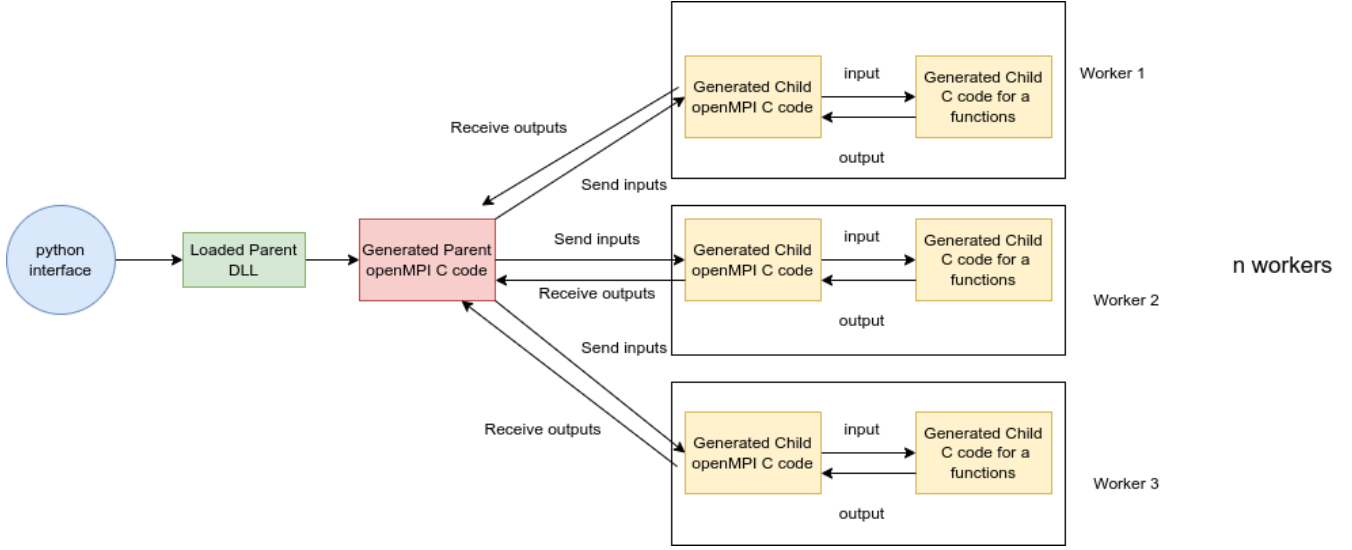 python
interface
Loaded Parent
DLL
Generated Parent
openMPI C code
Receive outputs
Send inputs
Generated Child
openMPI C code
input
output
Generated Child
C code for a
functions
Worker 1
Send inputs
Receive outputs
Generated Child
openMPI C code
input
output
Generated Child
C code for a
functions
Worker 2
n workers
Send inputs
Receive outputs
Generated Child
openMPI C code
input
output
Generated Child
C code for a
functions
Worker 3